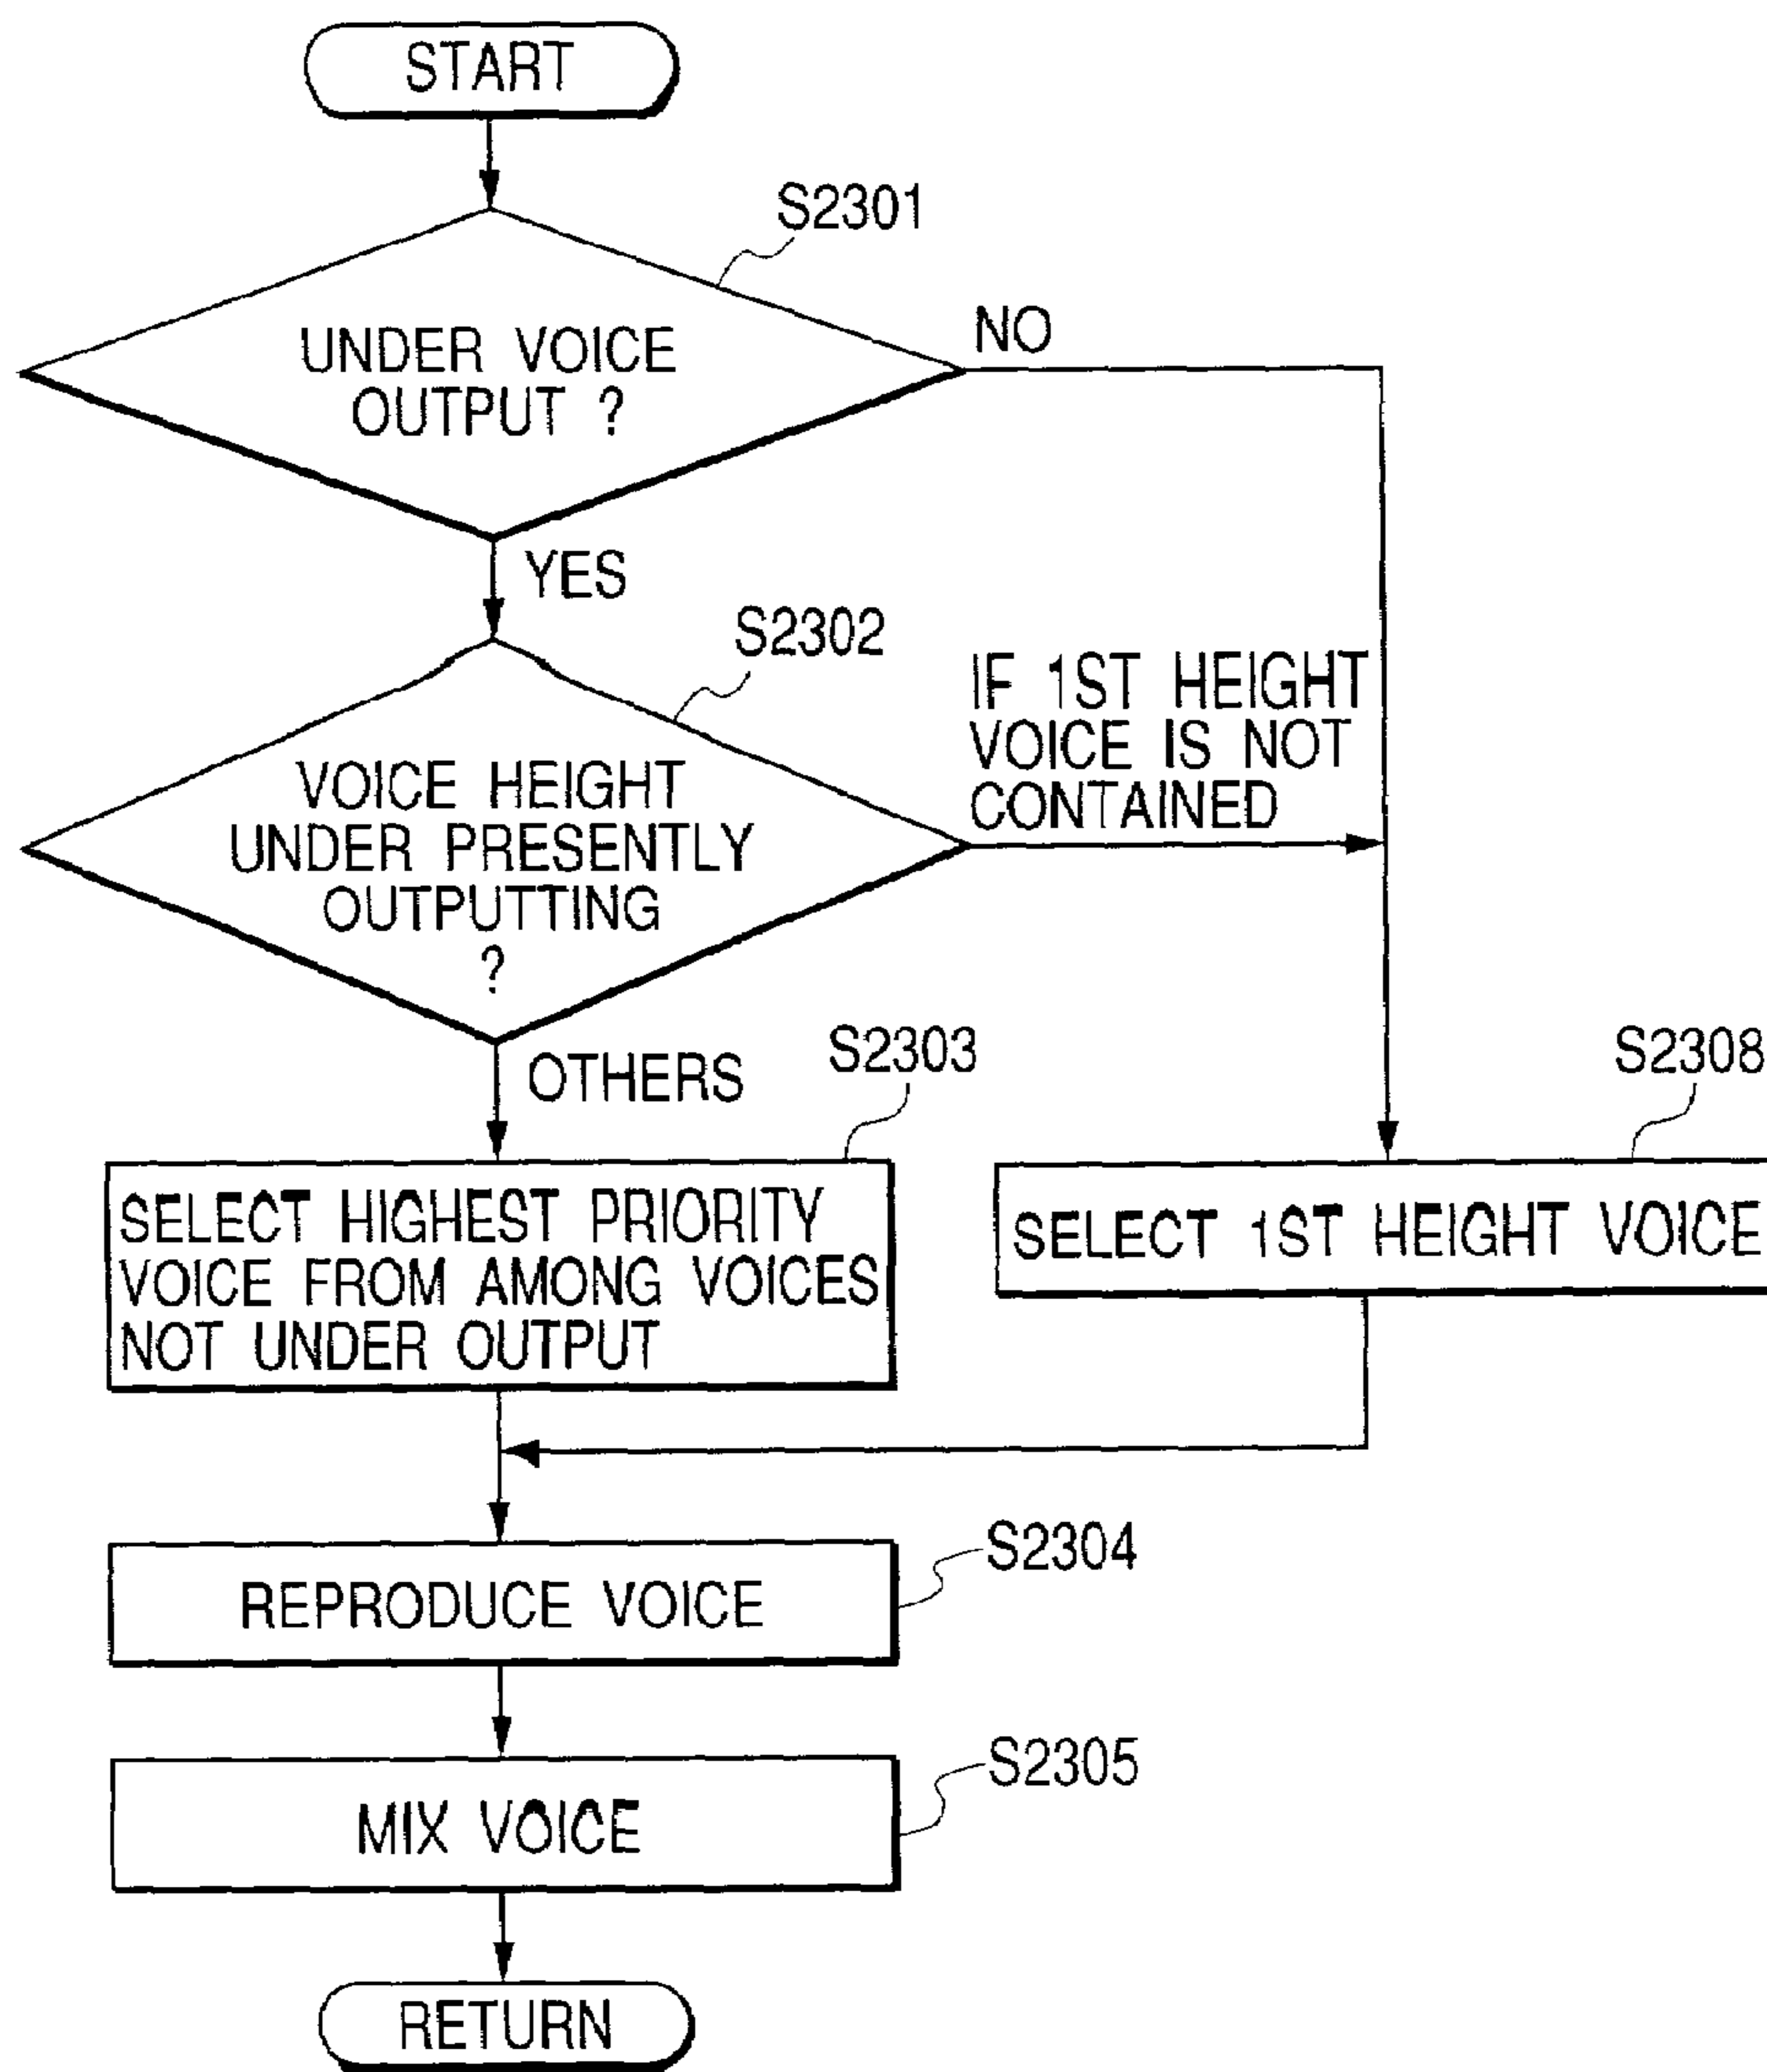 START
S2301
UNDER VOICE
OUTPUT ?
NO
YES
S2302
IF 1ST HEIGHT
VOICE IS NOT
CONTAINED
VOICE HEIGHT
UNDER PRESENTLY
OUTPUTTING
?
OTHERS
S2303
S2308
SELECT HIGHEST PRIORITY
VOICE FROM AMONG VOICES
NOT UNDER OUTPUT
SELECT 1ST HEIGHT VOICE
REPRODUCE VOICE
S2304
MIX VOICE
S2305
RETURN